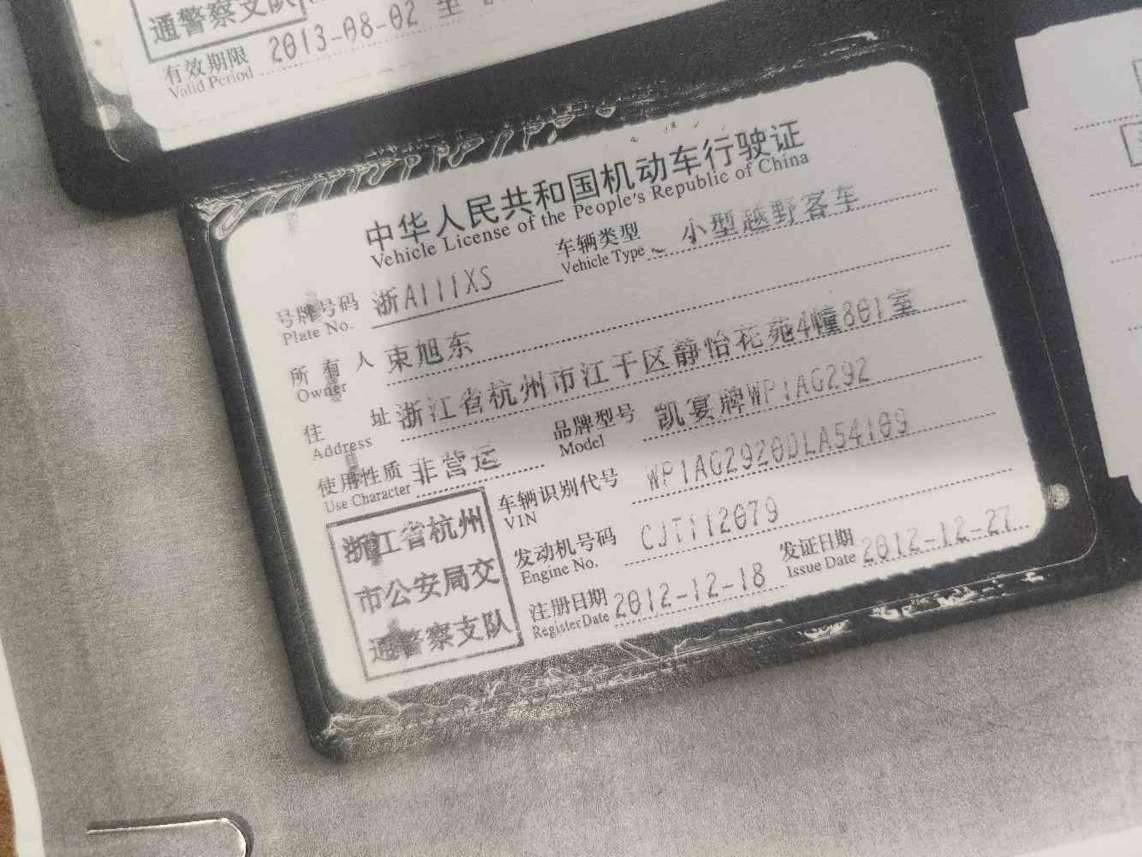 通警察支队
有效期限 2013-08-02 至
Valid Period
中华人民共和国机动车行驶证
Vehicle License of the People's Republic of China
号牌号码 浙A111XS 车辆类型 小型越野客车
Plate No. Vehicle Type
所有人 束旭东
Owner
住址 浙江省杭州市江干区静怡花苑4幢801室
Address
使用性质 非营运 品牌型号 凯宴牌WP1AG292
Use Character Model
浙江省杭州
市公安局交
通警察支队
车辆识别代号 WP1AG2920DLA54109
VIN
发动机号码 CJT112079
Engine No.
注册日期 2012-12-18 发证日期 2012-12-27
Register Date Issue Date